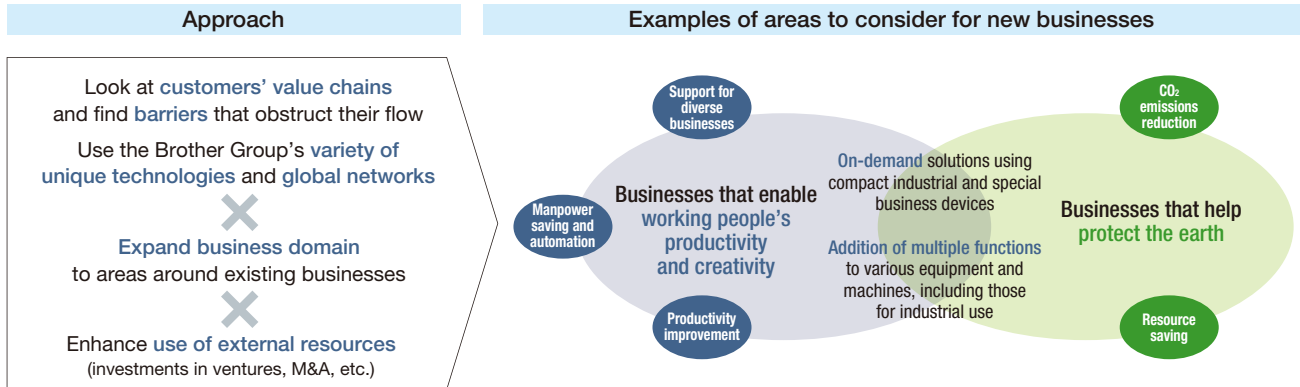 Approach
Look at customers' value chains
and find barriers that obstruct their flow
Use the Brother Group's variety of
unique technologies and global networks
Expand business domain
to areas around existing businesses
Enhance use of external resources
(investments in ventures, M&A, etc.)
Examples of areas to consider for new businesses
Support for
diverse
businesses
Manpower
saving and
automation
Productivity
improvement
Businesses that enable
working people's
productivity
and creativity
On-demand solutions using
compact industrial and special
business devices
Addition of multiple functions
to various equipment and
machines, including those
for industrial use
Businesses that help
protect the earth
CO₂
emissions
reduction
Resource
saving